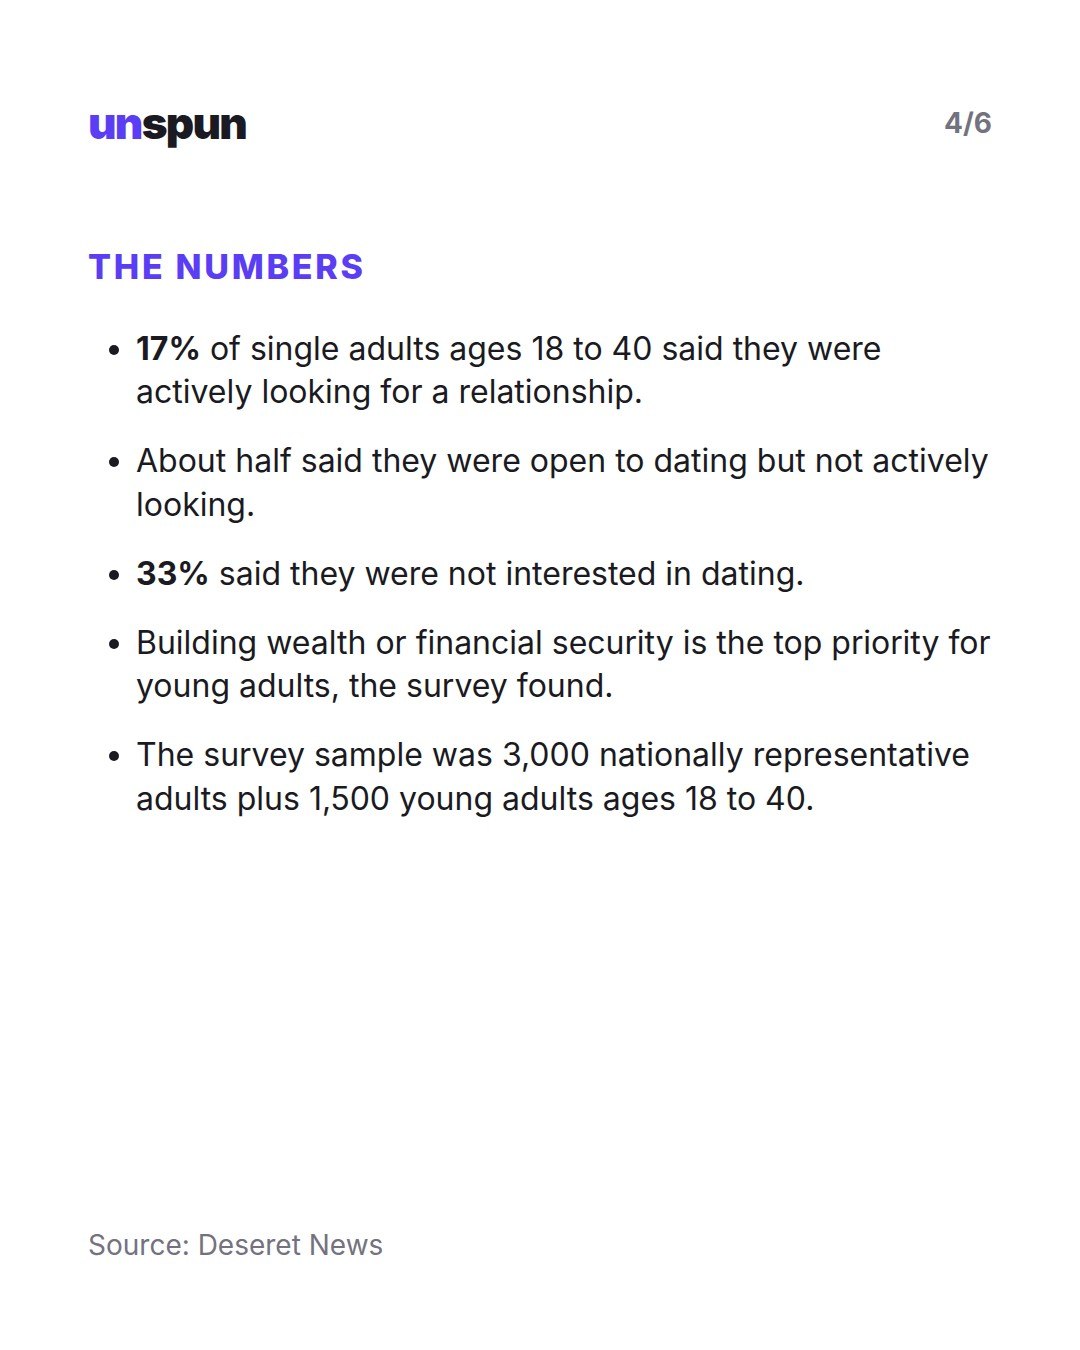 unspun
4/6
THE NUMBERS
• 17% of single adults ages 18 to 40 said they were
actively looking for a relationship.
• About half said they were open to dating but not actively
looking.
• 33% said they were not interested in dating.
• Building wealth or financial security is the top priority for
young adults, the survey found.
• The survey sample was 3,000 nationally representative
adults plus 1,500 young adults ages 18 to 40.
Source: Deseret News